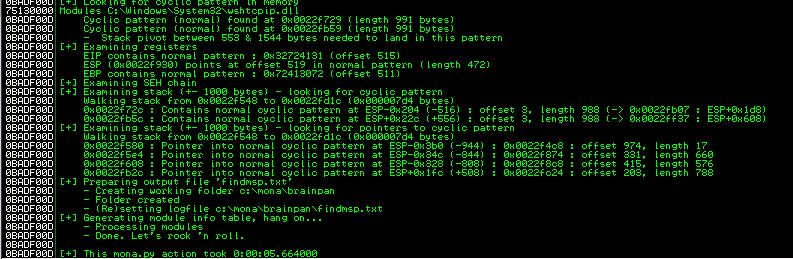 0BADF00D [+] Looking for cyclic pattern in memory
75130000 Modules C:\Windows\System32\wshtopip.dll
0BADF00D Cyclic pattern (normal) found at 0x0022f729 (length 991 bytes)
0BADF00D Cyclic pattern (normal) found at 0x0022fb59 (length 991 bytes)
0BADF00D - Stack pivot between 553 & 1544 bytes needed to land in this pattern
0BADF00D [+] Examining registers
0BADF00D EIP contains normal pattern : 0x32724131 (offset 515)
0BADF00D ESP (0x0022f930) points at offset 519 in normal pattern (length 472)
0BADF00D EBP contains normal pattern : 0x72413072 (offset 511)
0BADF00D [+] Examining SEH chain
0BADF00D [+] Examining stack (+- 1000 bytes) - looking for cyclic pattern
0BADF00D Walking stack from 0x0022f548 to 0x0022fd1c (0x000007d4 bytes)
0BADF00D 0x0022f72c : Contains normal cyclic pattern at ESP-0x204 (-516) : offset 3, length 988 (-> 0x0022fb07 : ESP+0x1d8)
0BADF00D 0x0022fb5c : Contains normal cyclic pattern at ESP+0x22c (+556) : offset 3, length 988 (-> 0x0022ff37 : ESP+0x608)
0BADF00D [+] Examining stack (+- 1000 bytes) - looking for pointers to cyclic pattern
0BADF00D Walking stack from 0x0022f548 to 0x0022fd1c (0x000007d4 bytes)
0BADF00D 0x0022f580 : Pointer into normal cyclic pattern at ESP-0x3b0 (-944) : 0x0022f4c8 : offset 974, length 17
0BADF00D 0x0022f5e4 : Pointer into normal cyclic pattern at ESP-0x34c (-844) : 0x0022f874 : offset 331, length 660
0BADF00D 0x0022f608 : Pointer into normal cyclic pattern at ESP-0x328 (-808) : 0x0022f8c8 : offset 415, length 576
0BADF00D 0x0022fb2c : Pointer into normal cyclic pattern at ESP+0x1fc (+508) : 0x0022fc24 : offset 203, length 788
0BADF00D [+] Preparing output file 'findmsp.txt'
0BADF00D - Creating working folder c:\mona\brainpan
0BADF00D - Folder created
0BADF00D - (Re)setting logfile c:\mona\brainpan\findmsp.txt
0BADF00D [+] Generating module info table, hang on...
0BADF00D - Processing modules
0BADF00D - Done. Let's rock 'n roll.
0BADF00D
0BADF00D [+] This mona.py action took 0:00:05.664000